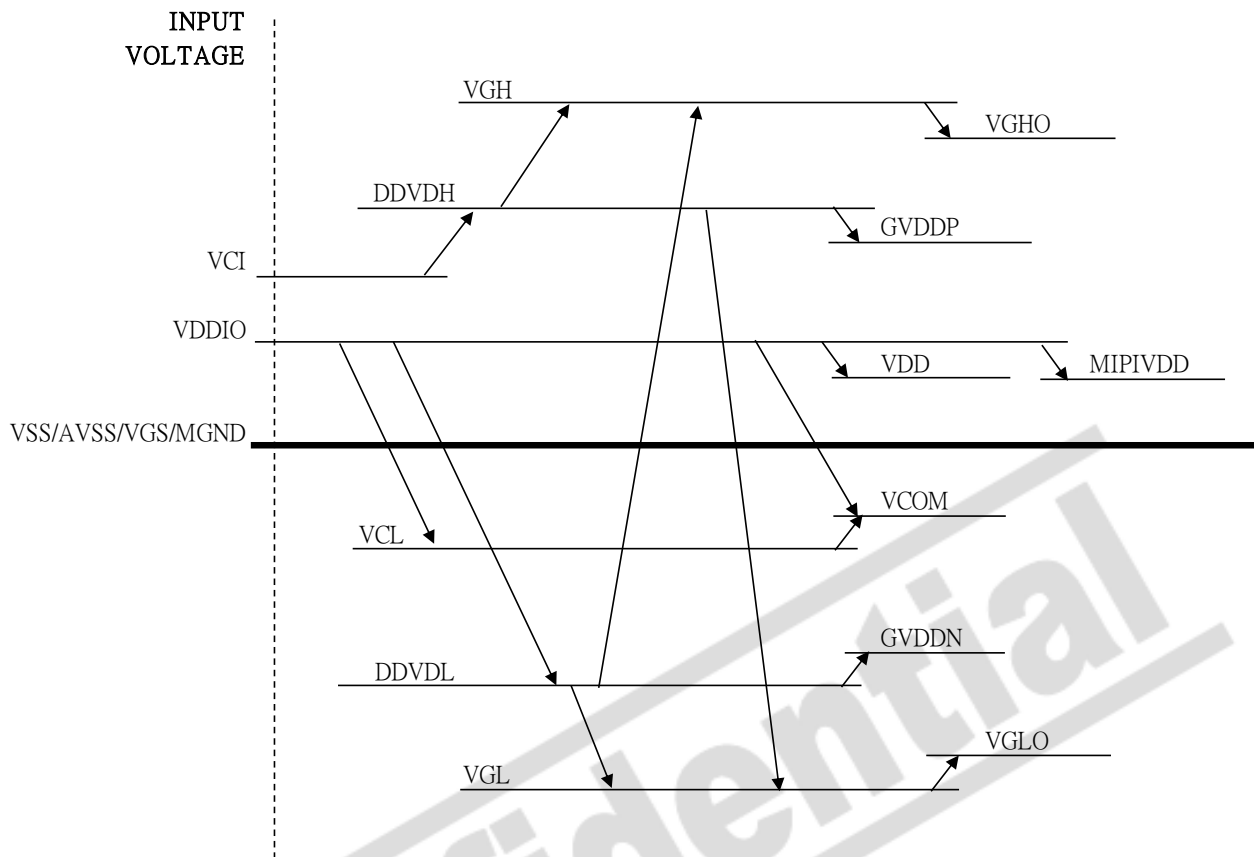 INPUT
VOLTAGE
VGH
VGHO
DDVDH
GVDDP
VCI
VDDIO
VDD
MIPIVDD
VSS/AVSS/VGS/MGND
VCOM
VCL
GVDDN
DDVDL
VGLO
VGL
fidential